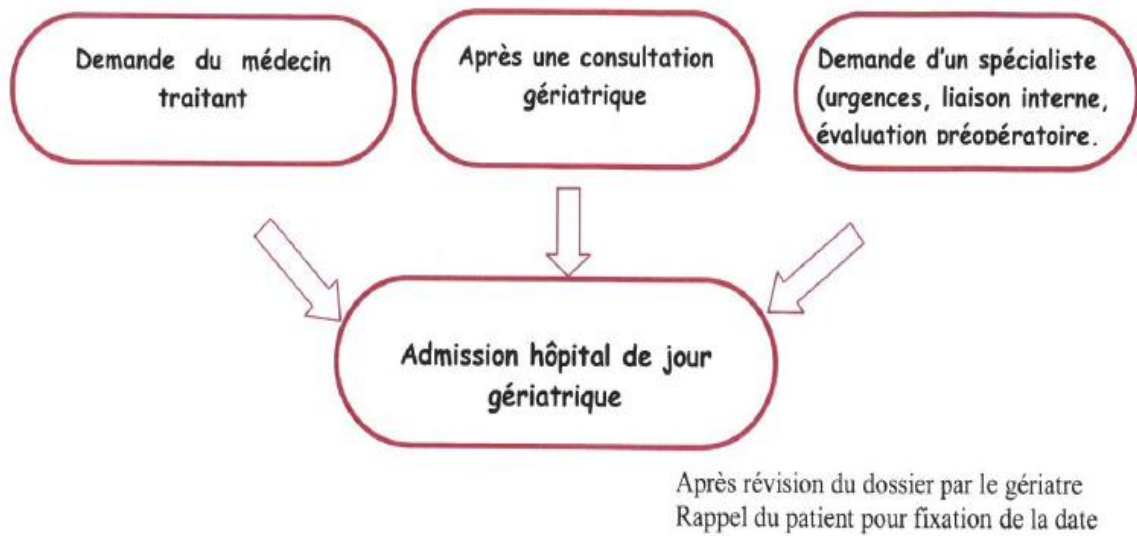 Demande du médecin
traitant
Après une consultation
gériatrique
Demande d'un spécialiste
(urgences, liaison interne,
évaluation préopératoire.
Admission hôpital de jour
gériatrique
Après révision du dossier par le gériatre
Rappel du patient pour fixation de la date